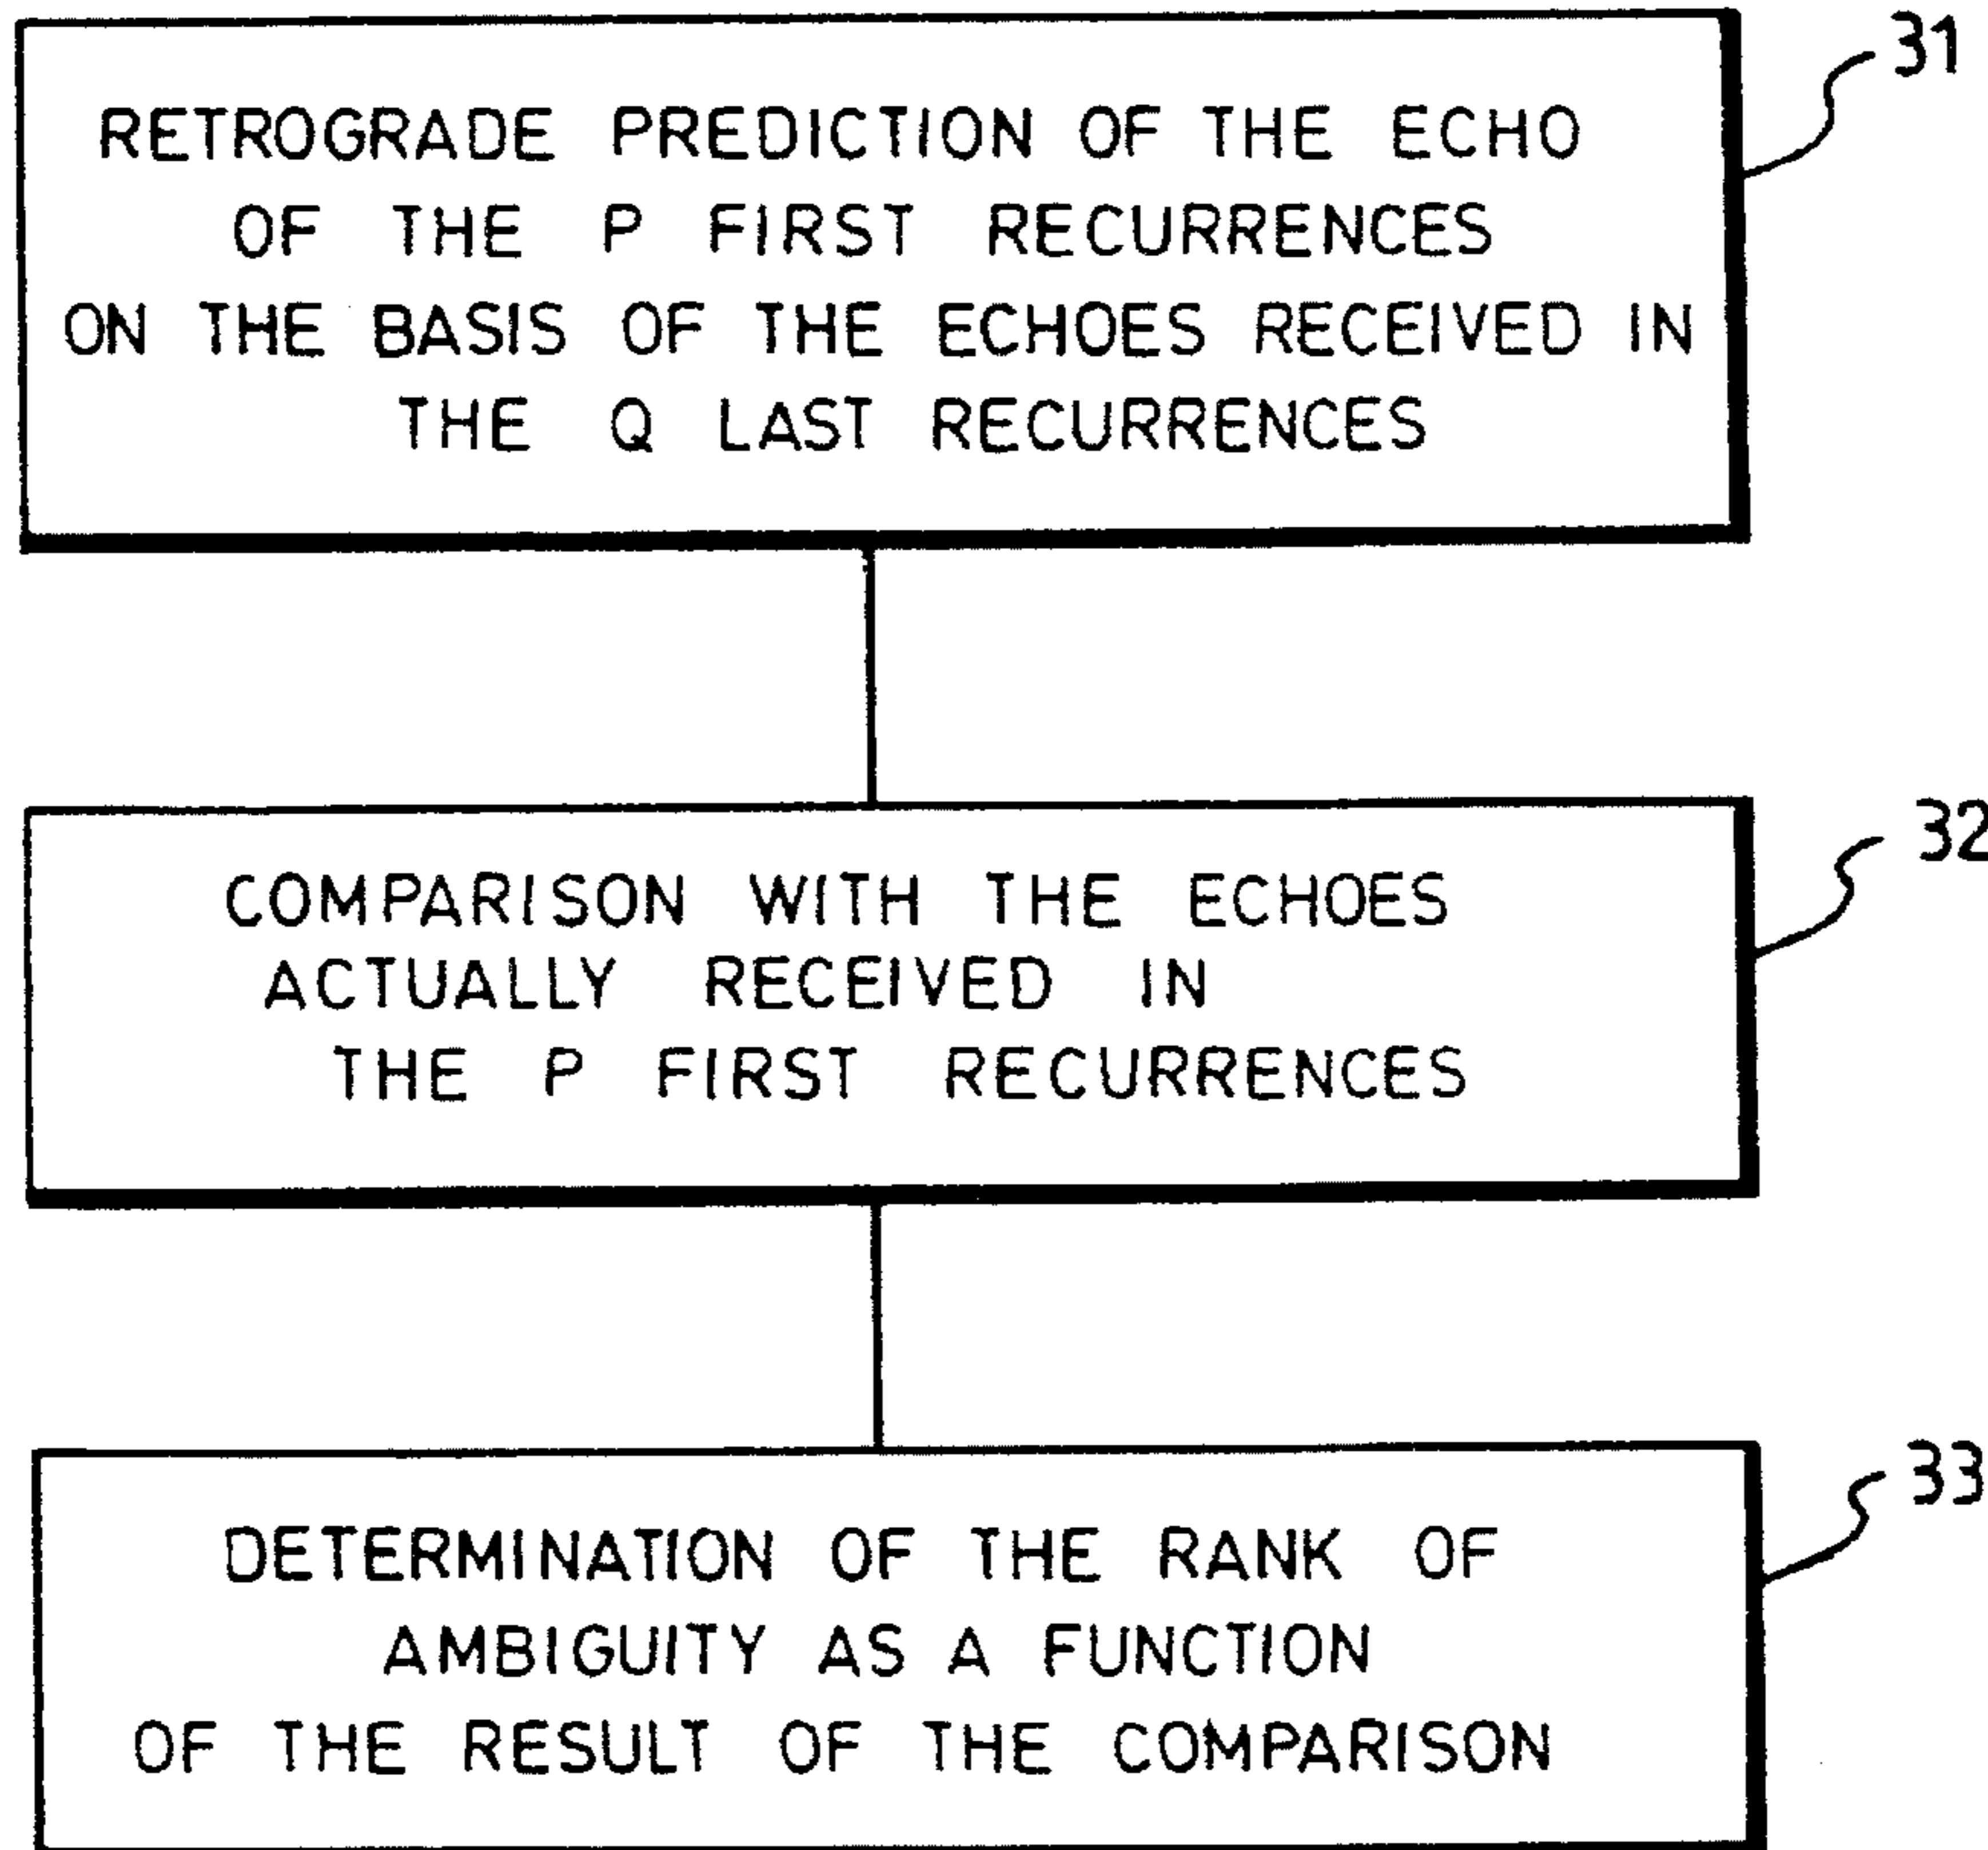 31
RETROGRADE PREDICTION OF THE ECHO
OF THE P FIRST RECURRENCES
ON THE BASIS OF THE ECHOES RECEIVED IN
THE Q LAST RECURRENCES
32
COMPARISON WITH THE ECHOES
ACTUALLY RECEIVED IN
THE P FIRST RECURRENCES
33
DETERMINATION OF THE RANK OF
AMBIGUITY AS A FUNCTION
OF THE RESULT OF THE COMPARISON